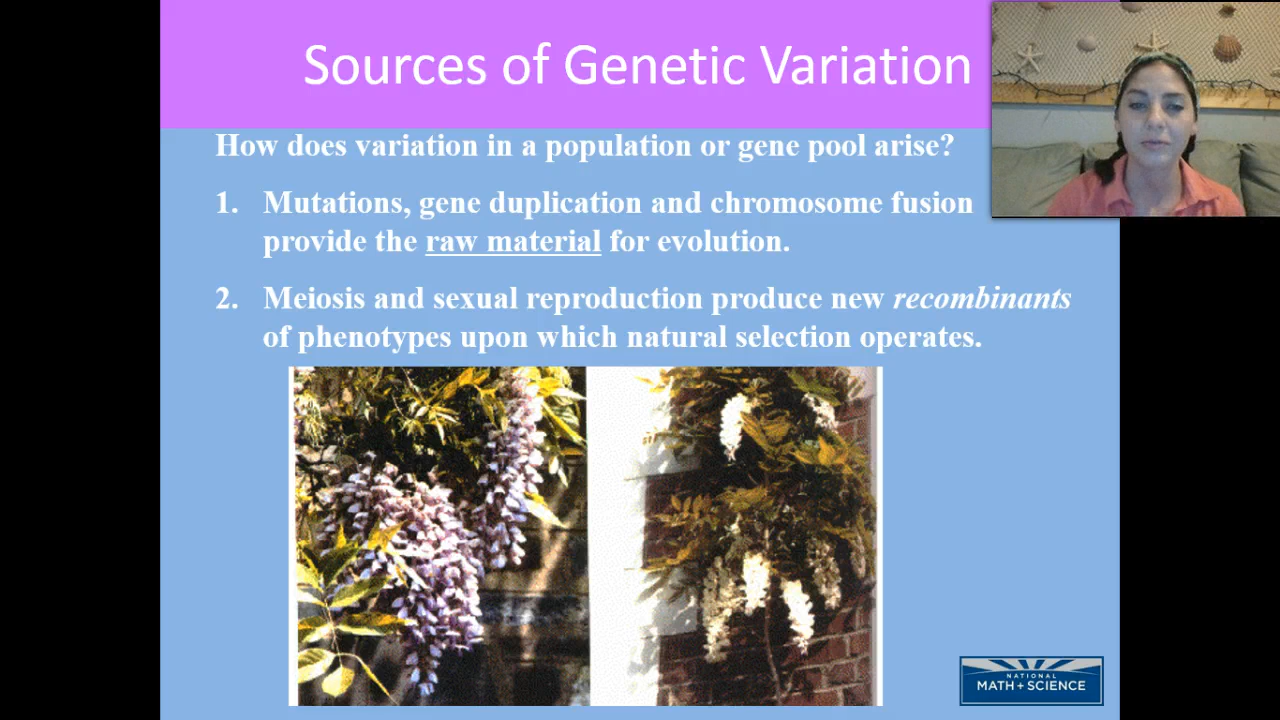 Sources of Genetic Variation
How does variation in a population or gene pool arise?
1. Mutations, gene duplication and chromosome fusion
provide the raw material for evolution.
2. Meiosis and sexual reproduction produce new recombinants
of phenotypes upon which natural selection operates.
NATIONAL
MATH + SCIENCE